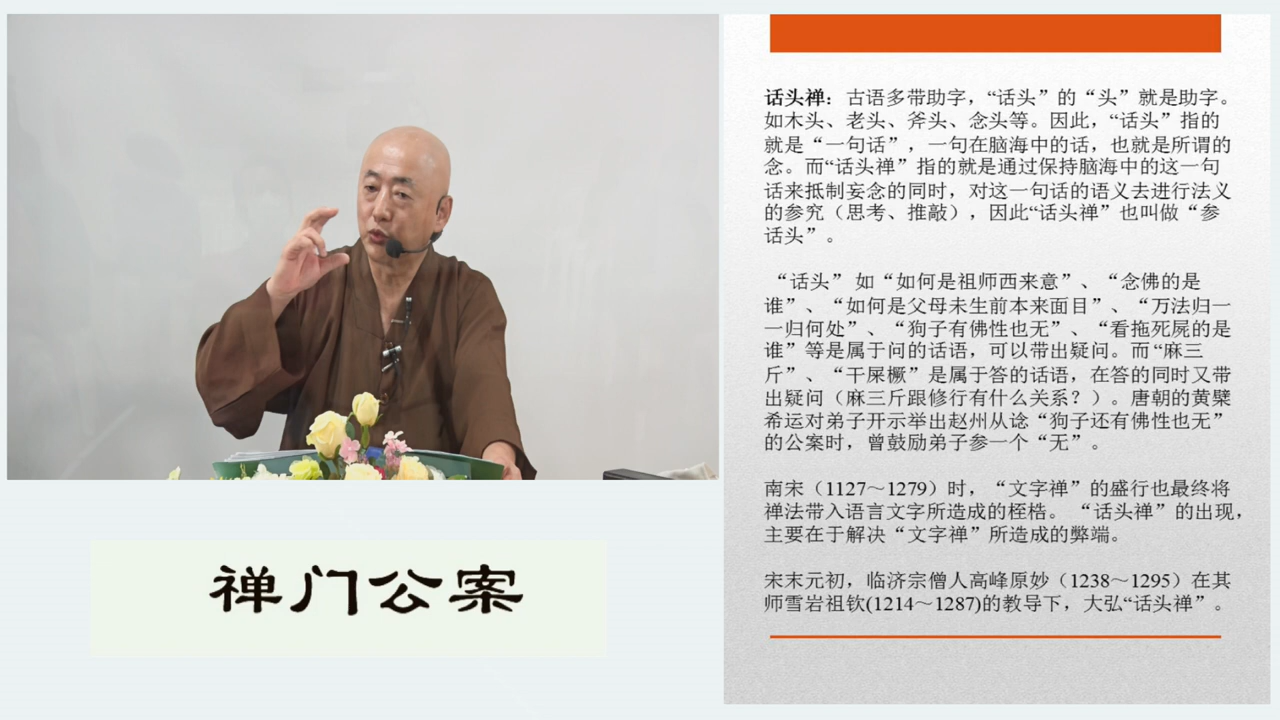 禅门公案
话头禅：古语多带助字，“话头”的“头”就是助字。
如木头、老头、斧头、念头等。因此，“话头”指的
就是“一句话”，一句在脑海中的话，也就是所谓的
念。而“话头禅”指的就是通过保持脑海中的这一句
话来抵制妄念的同时，对这一句话的语义去进行法义
的参究（思考、推敲），因此“话头禅”也叫做“参
话头”。
“话头” 如“如何是祖师西来意”、“念佛的是
谁”、“如何是父母未生前本来面目”、“万法归一
一归何处”、“狗子有佛性也无”、“看拖死屍的是
谁”等是属于问的话语，可以带出疑问。而“麻三
斤”、“干屎橛”是属于答的话语，在答的同时又带
出疑问（麻三斤跟修行有什么关系？）。唐朝的黄檗
希运对弟子开示举出赵州从谂“狗子还有佛性也无”
的公案时，曾鼓励弟子参一个“无”。
南宋（1127～1279）时，“文字禅”的盛行也最终将
禅法带入语言文字所造成的桎梏。“话头禅”的出现，
主要在于解决“文字禅”所造成的弊端。
宋末元初，临济宗僧人高峰原妙（1238～1295）在其
师雪岩祖钦(1214～1287)的教导下，大弘“话头禅”。